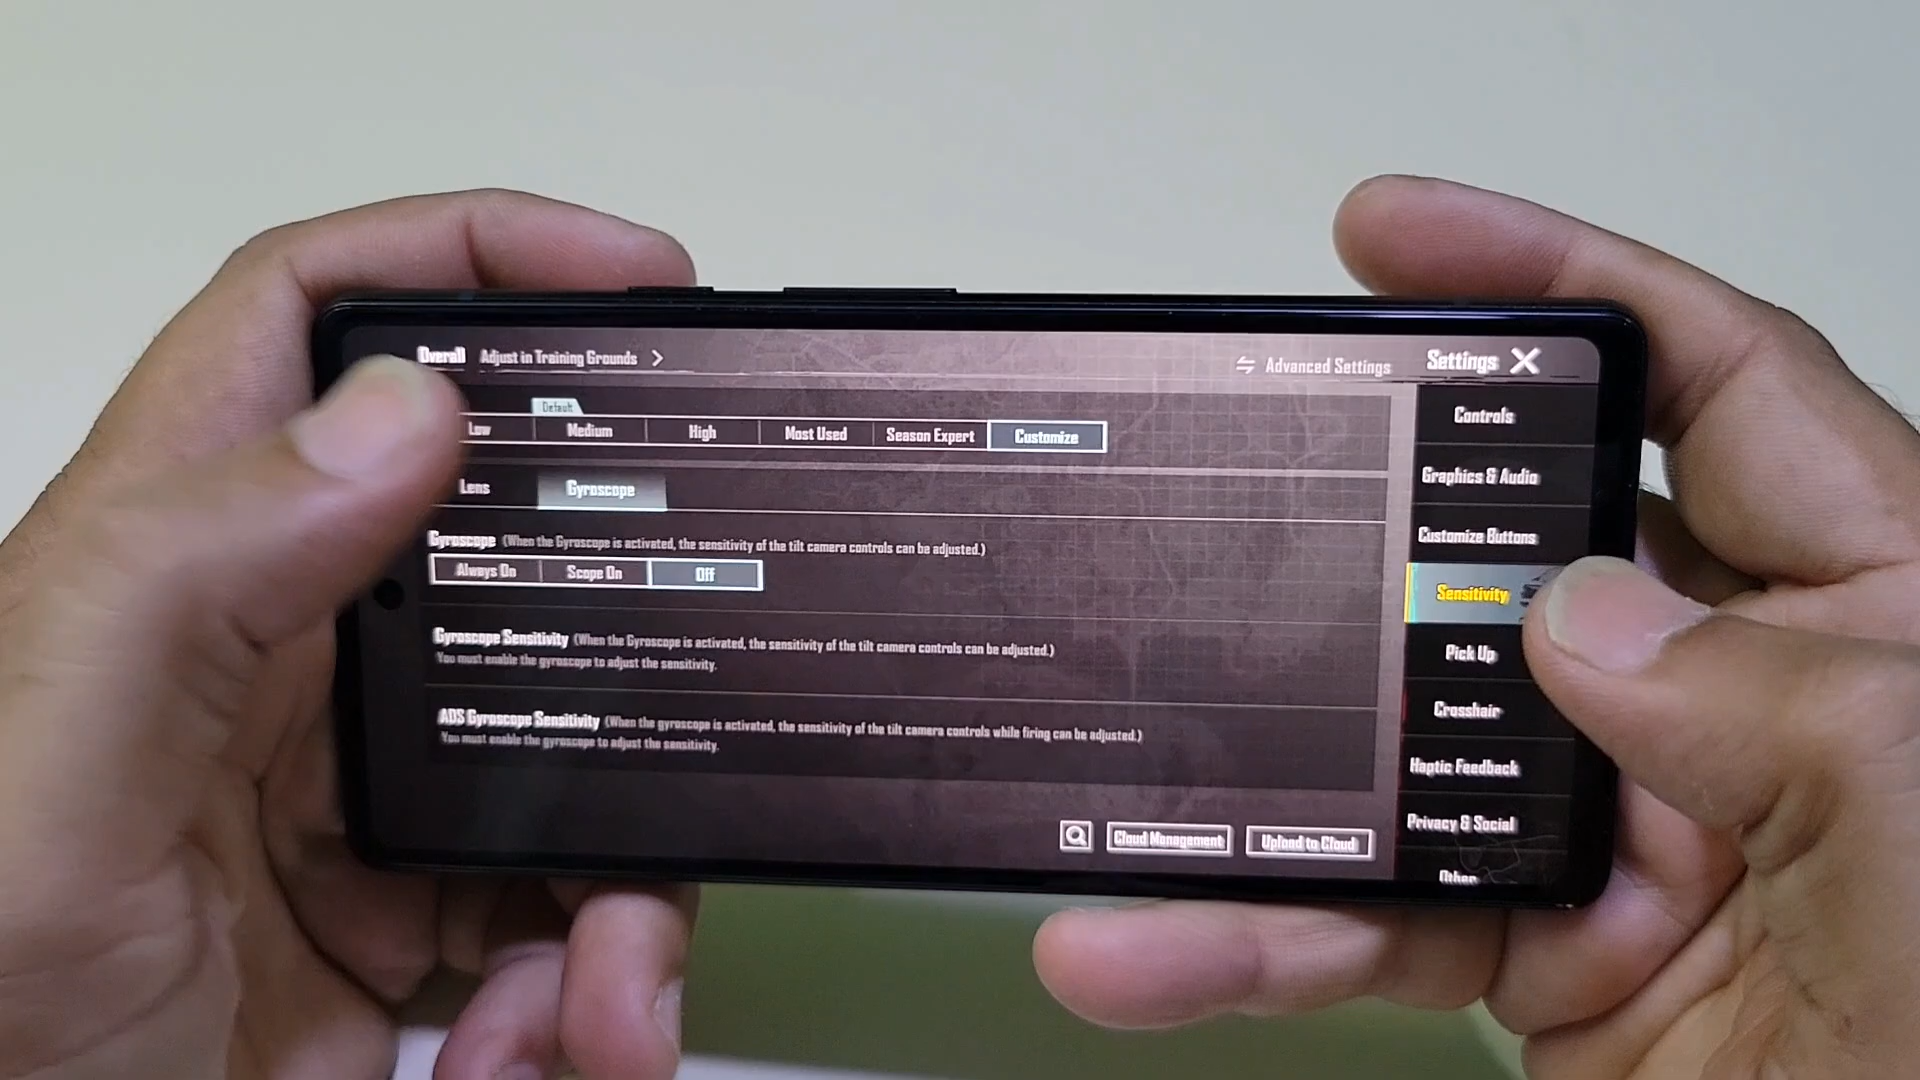 Overall Adjust in Training Grounds >
Advanced Settings
Settings X
Default
Low Medium High Most Used Season Expert Customize
Lens Gyroscope
Gyroscope (When the Gyroscope is activated, the sensitivity of the tilt camera controls can be adjusted.)
Always On Scope On Off
Gyroscope Sensitivity (When the Gyroscope is activated, the sensitivity of the tilt camera controls can be adjusted.)
You must enable the gyroscope to adjust the sensitivity.
ADS Gyroscope Sensitivity (When the gyroscope is activated, the sensitivity of the tilt camera controls while firing can be adjusted.)
You must enable the gyroscope to adjust the sensitivity.
Cloud Management Upload to Cloud
Controls
Graphics & Audio
Customize Buttons
Sensitivity
Pick Up
Crosshair
Haptic Feedback
Privacy & Social
Other